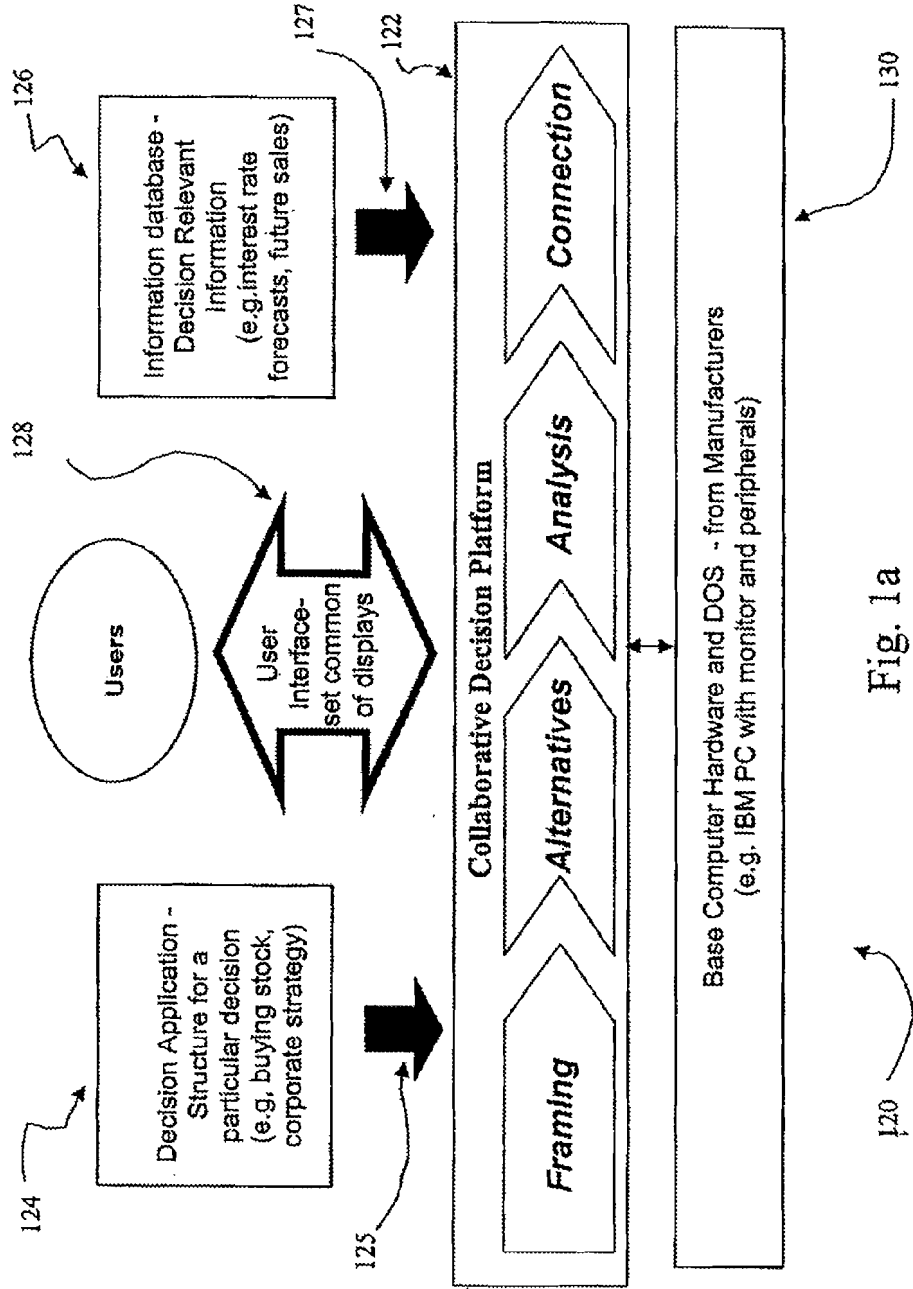 124
Decision Application -
Structure for a
particular decision
(e.g, buying stock,
corporate strategy)
125
Users
User
Interface-
set common
of displays
128
126
Information database -
Decision Relevant
Information
(e.g.interest rate
forecasts, future sales)
127
122
Collaborative Decision Platform
Framing
Alternatives
Analysis
Connection
Base Computer Hardware and DOS - from Manufacturers
(e.g. IBM PC with monitor and peripherals)
130
120
Fig. 1a